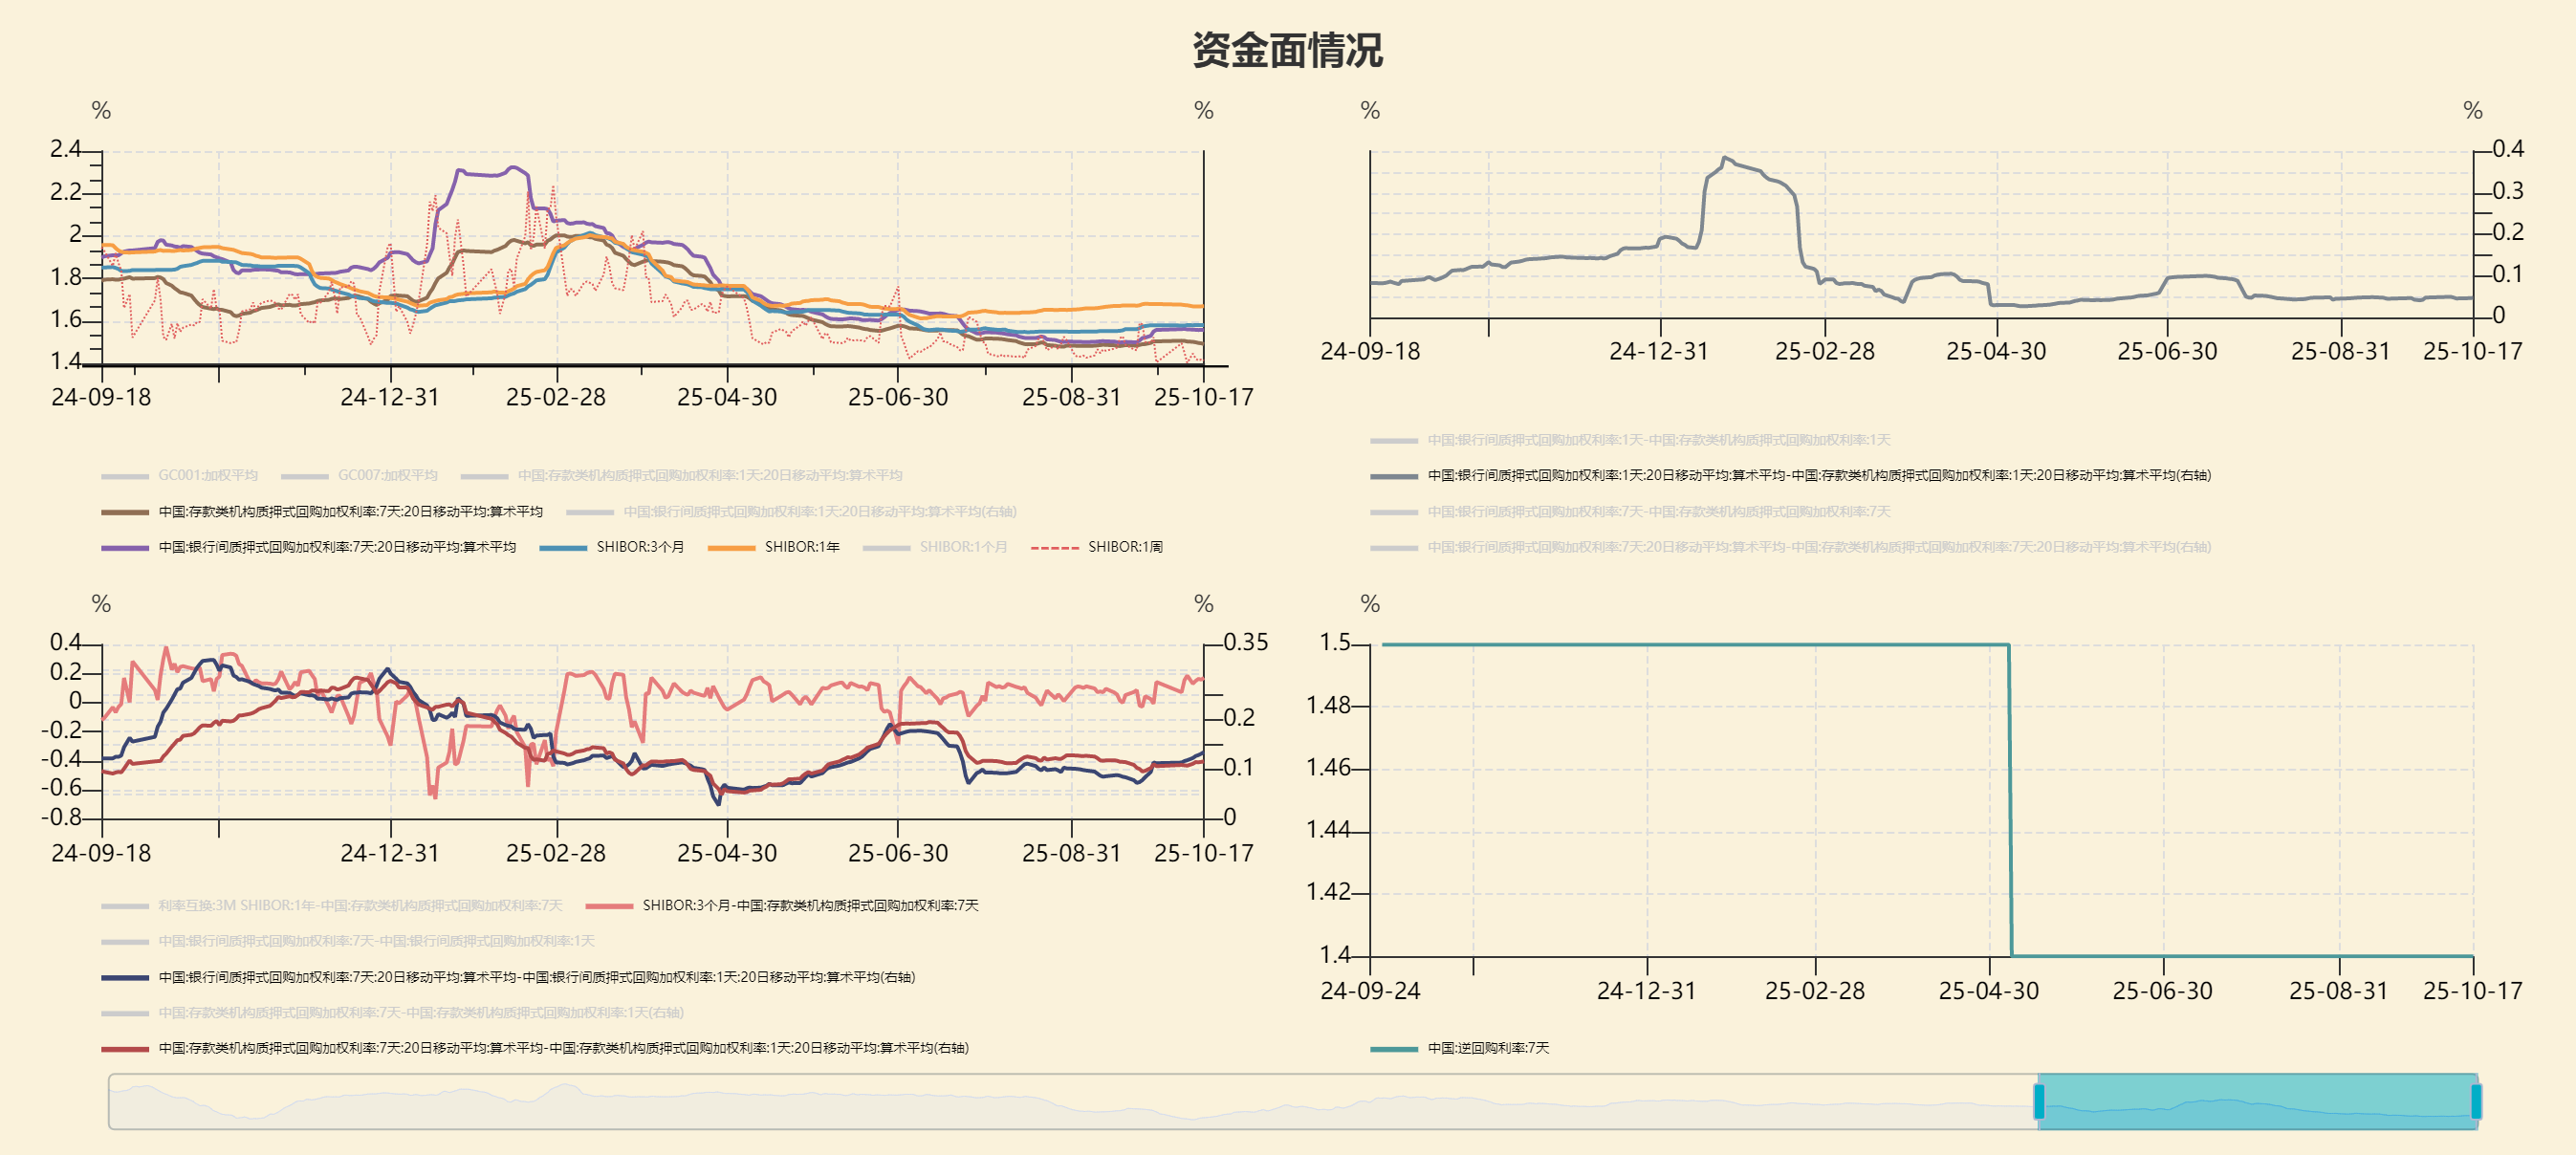 资金面情况
% %
2.4
2.2
2
1.8
1.6
1.4
24-09-18 24-12-31 25-02-28 25-04-30 25-06-30 25-08-31 25-10-17
GC001:加权平均 GC007:加权平均 中国:存款类机构质押式回购加权利率:1天:20日移动平均:算术平均
中国:存款类机构质押式回购加权利率:7天:20日移动平均:算术平均 中国:银行间质押式回购加权利率:1天:20日移动平均:算术平均(右轴)
中国:银行间质押式回购加权利率:7天:20日移动平均:算术平均 SHIBOR:3个月 SHIBOR:1年 SHIBOR:1个月 SHIBOR:1周
% %
0.4
0.3
0.2
0.1
0
24-09-18 24-12-31 25-02-28 25-04-30 25-06-30 25-08-31 25-10-17
中国:银行间质押式回购加权利率:1天-中国:存款类机构质押式回购加权利率:1天
中国:银行间质押式回购加权利率:1天:20日移动平均:算术平均-中国:存款类机构质押式回购加权利率:1天:20日移动平均:算术平均(右轴)
中国:银行间质押式回购加权利率:7天-中国:存款类机构质押式回购加权利率:7天
中国:银行间质押式回购加权利率:7天:20日移动平均:算术平均-中国:存款类机构质押式回购加权利率:7天:20日移动平均:算术平均(右轴)
% %
0.4 0.35
0.2
0 0.2
-0.2
-0.4 0.1
-0.6
-0.8 0
24-09-18 24-12-31 25-02-28 25-04-30 25-06-30 25-08-31 25-10-17
利率互换:3M SHIBOR:1年-中国:存款类机构质押式回购加权利率:7天 SHIBOR:3个月-中国:存款类机构质押式回购加权利率:7天
中国:银行间质押式回购加权利率:7天-中国:银行间质押式回购加权利率:1天
中国:银行间质押式回购加权利率:7天:20日移动平均:算术平均-中国:银行间质押式回购加权利率:1天:20日移动平均:算术平均(右轴)
中国:存款类机构质押式回购加权利率:7天-中国:存款类机构质押式回购加权利率:1天(右轴)
中国:存款类机构质押式回购加权利率:7天:20日移动平均:算术平均-中国:存款类机构质押式回购加权利率:1天:20日移动平均:算术平均(右轴)
%
1.5
1.48
1.46
1.44
1.42
1.4
24-09-24 24-12-31 25-02-28 25-04-30 25-06-30 25-08-31 25-10-17
中国:逆回购利率:7天